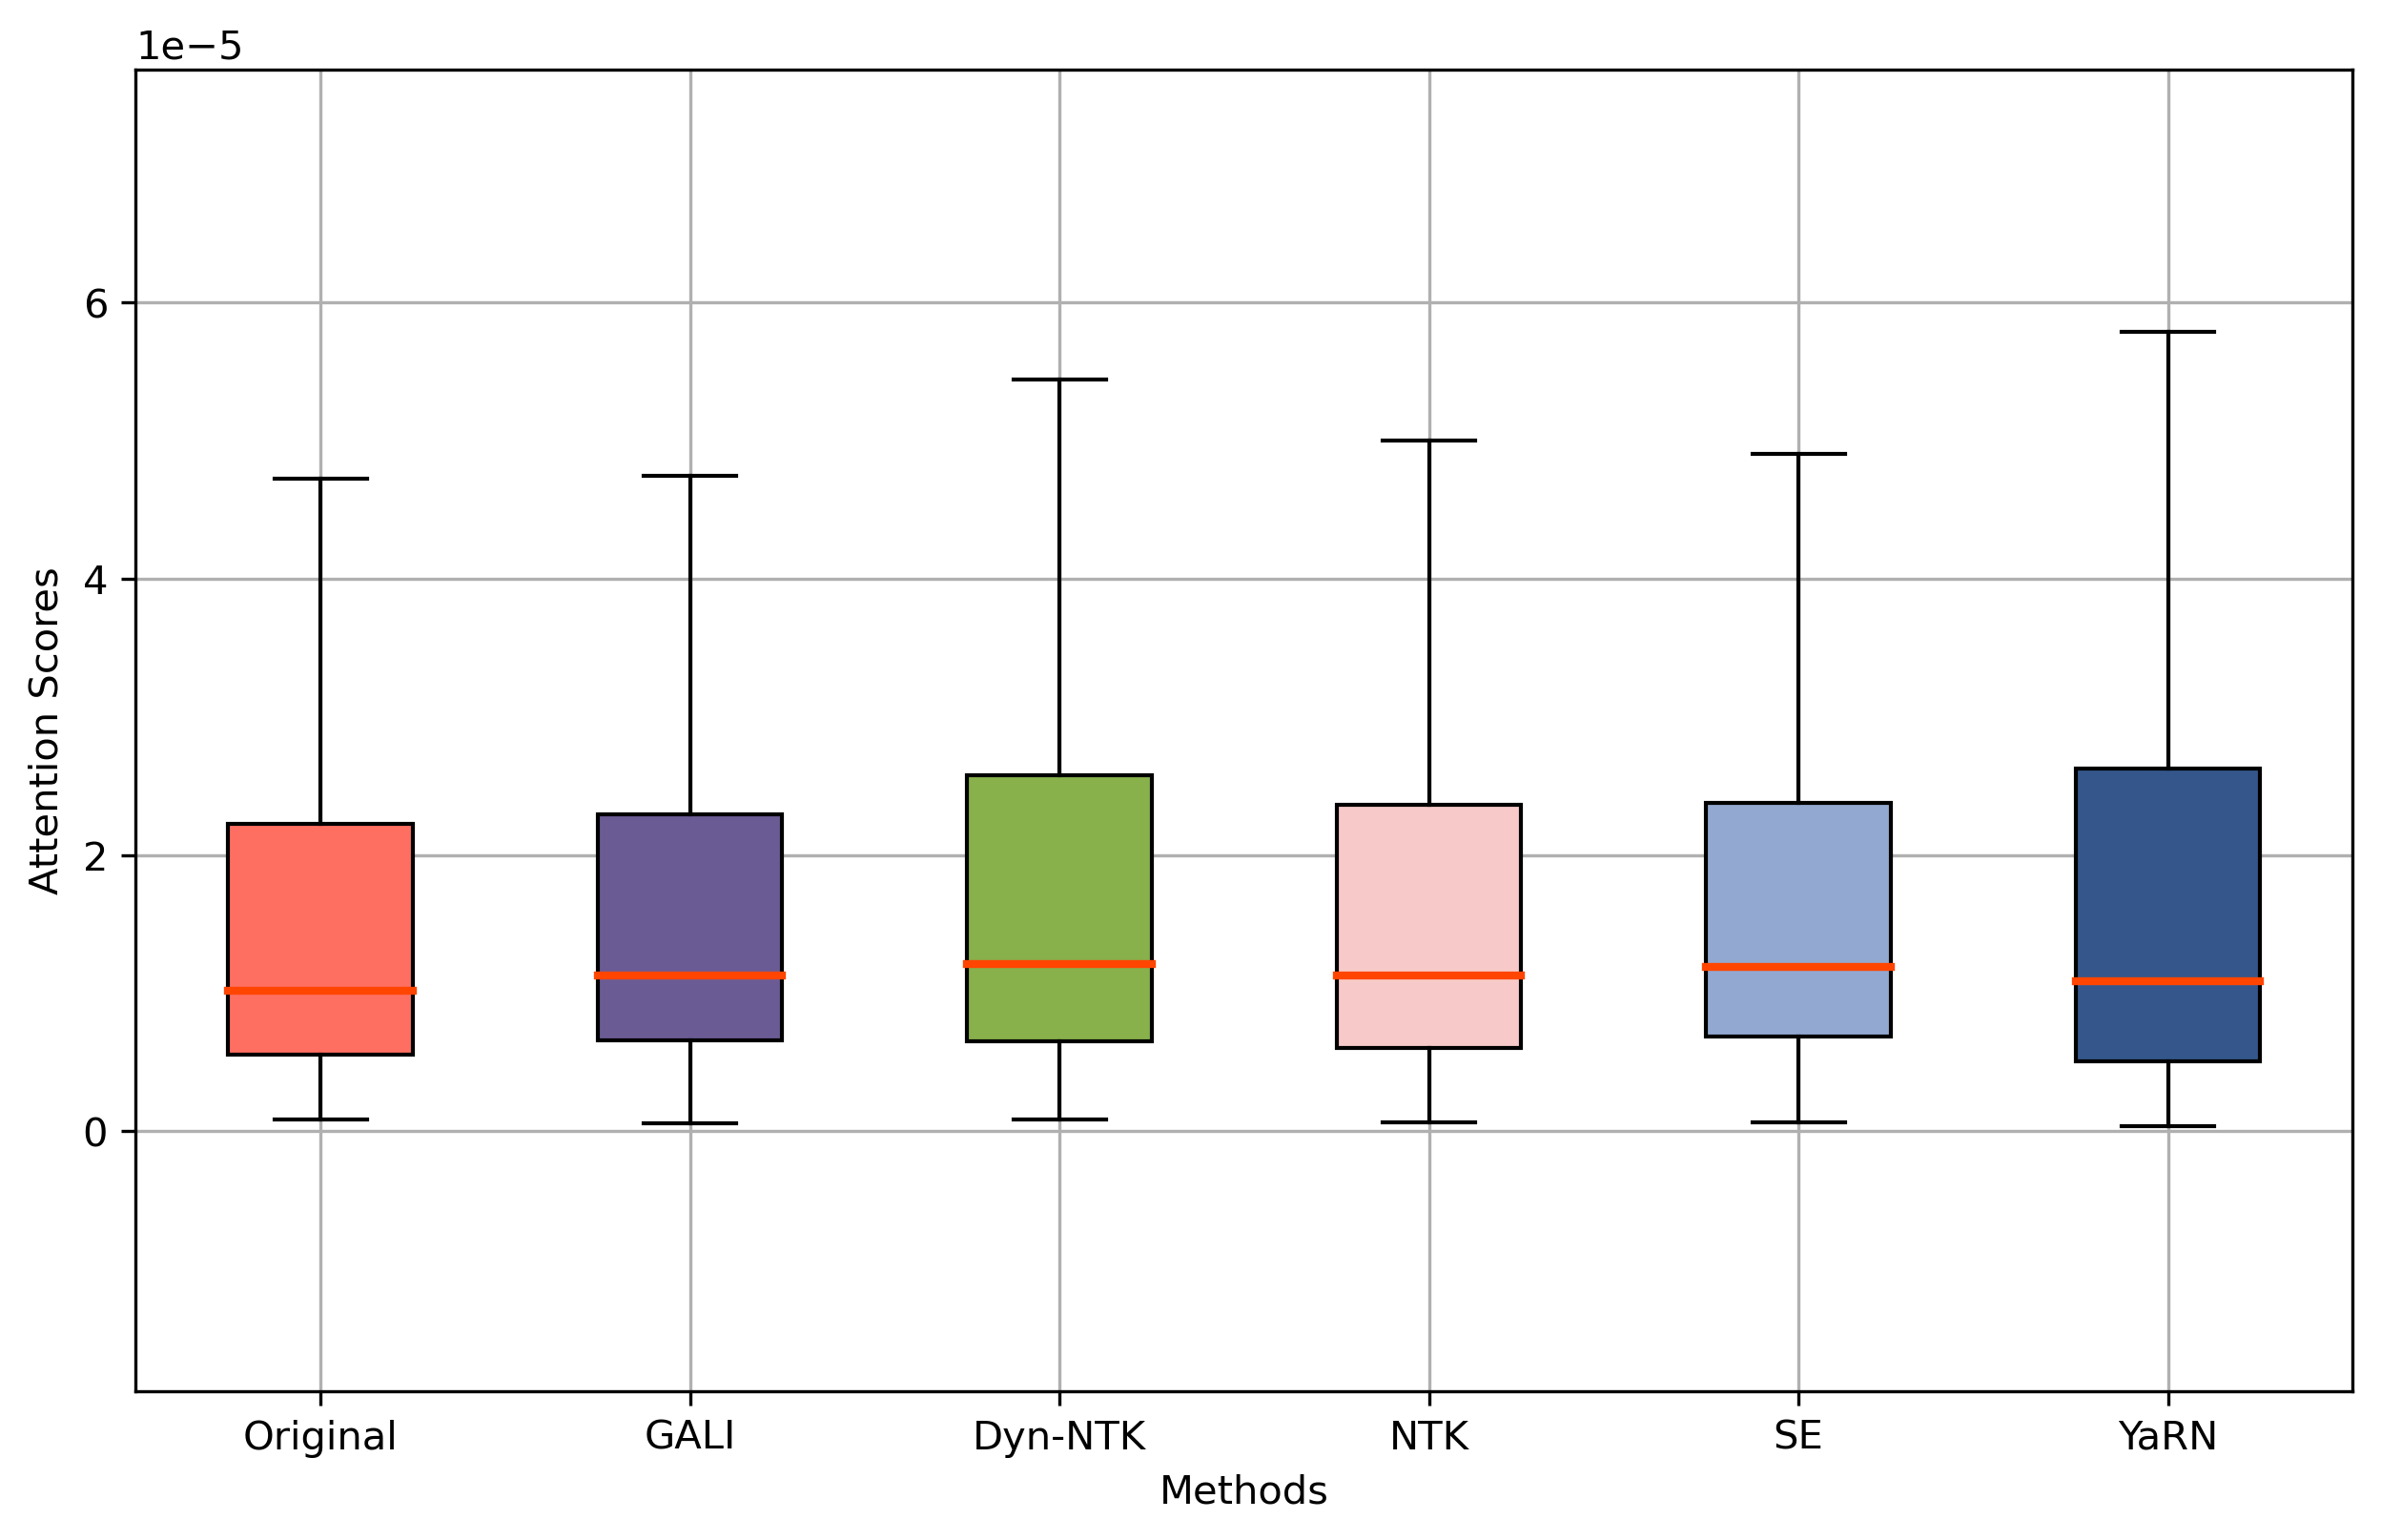 1e−5
6
4
2
0
Attention Scores
Original GALI Dyn-NTK NTK SE YaRN
Methods